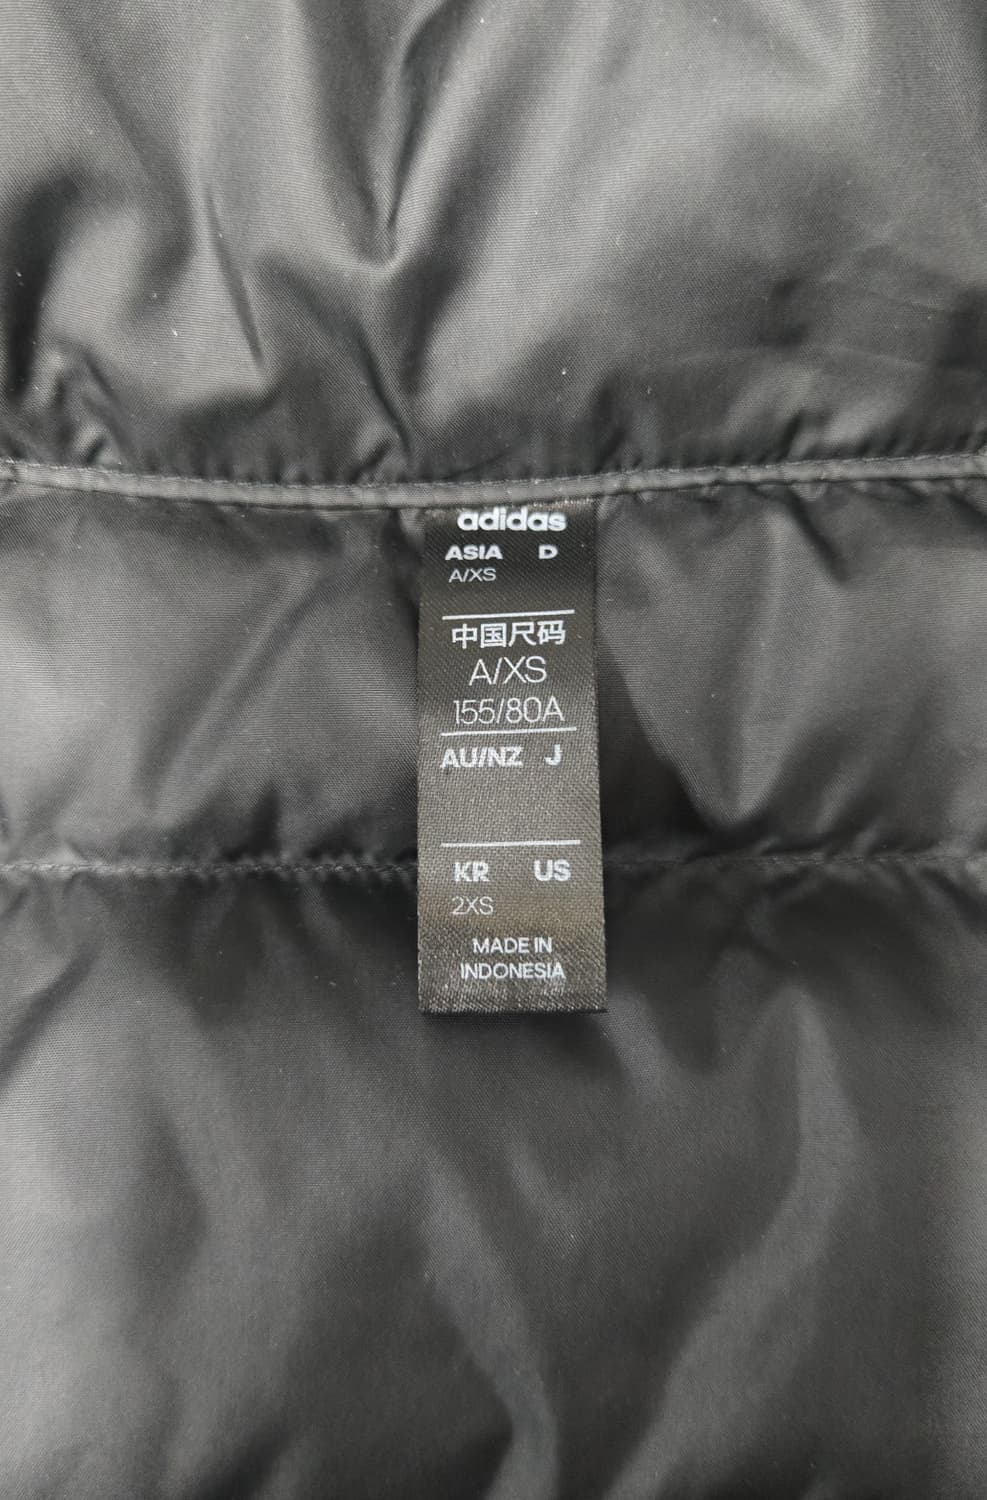 adidas
ASIA D
A/XS
中国尺码
A/XS
155/80A
AU/NZ J
KR US
2XS
MADE IN
INDONESIA